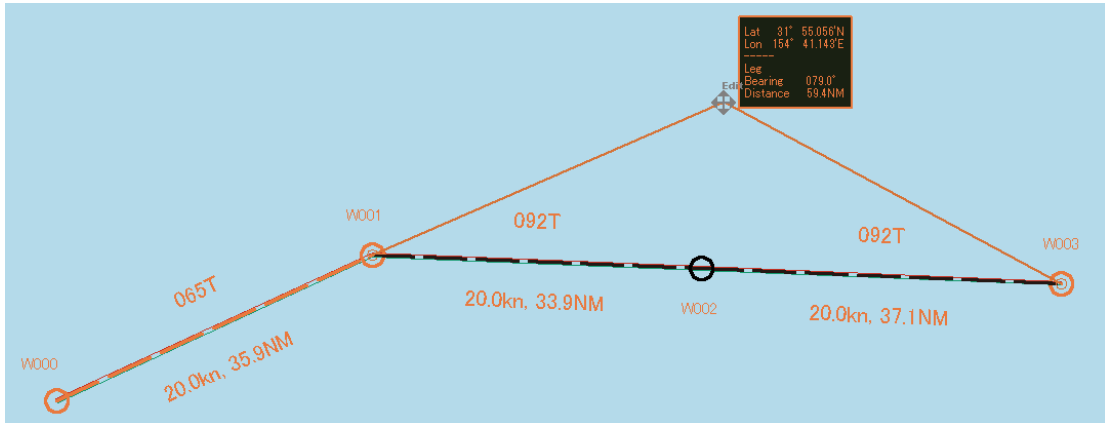 Lat 31° 55.056'N
Lon 154° 41.143'E
-----
Leg
Bearing 079.0°
Distance 59.4NM
Edit
W001
092T
092T
W003
065T
20.0kn, 33.9NM
W002
20.0kn, 37.1NM
W000
20.0kn, 35.9NM